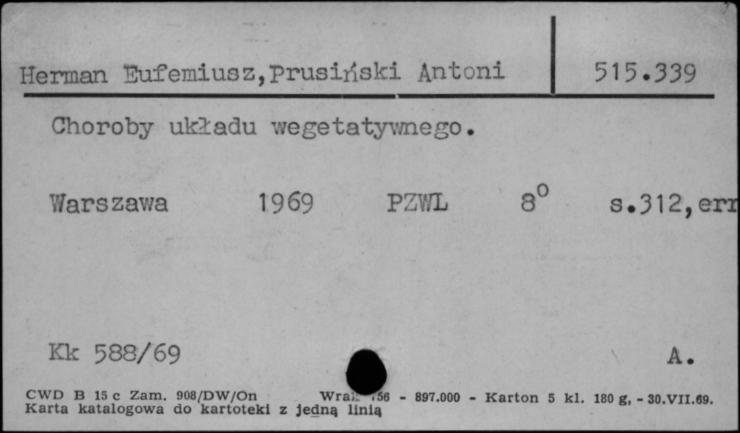 Herman Eufemiusz,Prusiński Antoni 515.339
Choroby układu wegetatywnego.
Warszawa 1969 PZWL 8⁰ s.312,err
Kk 588/69 A.
CWD B 15 c Zam. 908/DW/On - 897.000 - Karton 5 kl. 180 g, - 30.VII.69.
Karta katalogowa do kartoteki z jedną linią